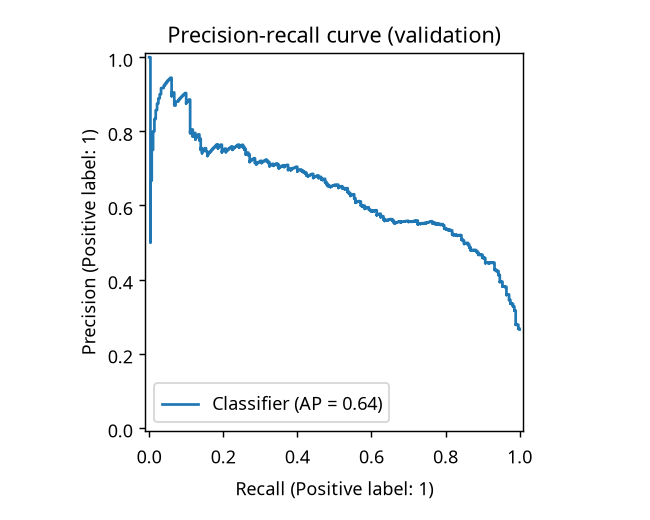 Precision-recall curve (validation)
1.0
0.8
0.6
0.4
0.2
0.0
Precision (Positive label: 1)
Classifier (AP = 0.64)
0.0 0.2 0.4 0.6 0.8 1.0
Recall (Positive label: 1)